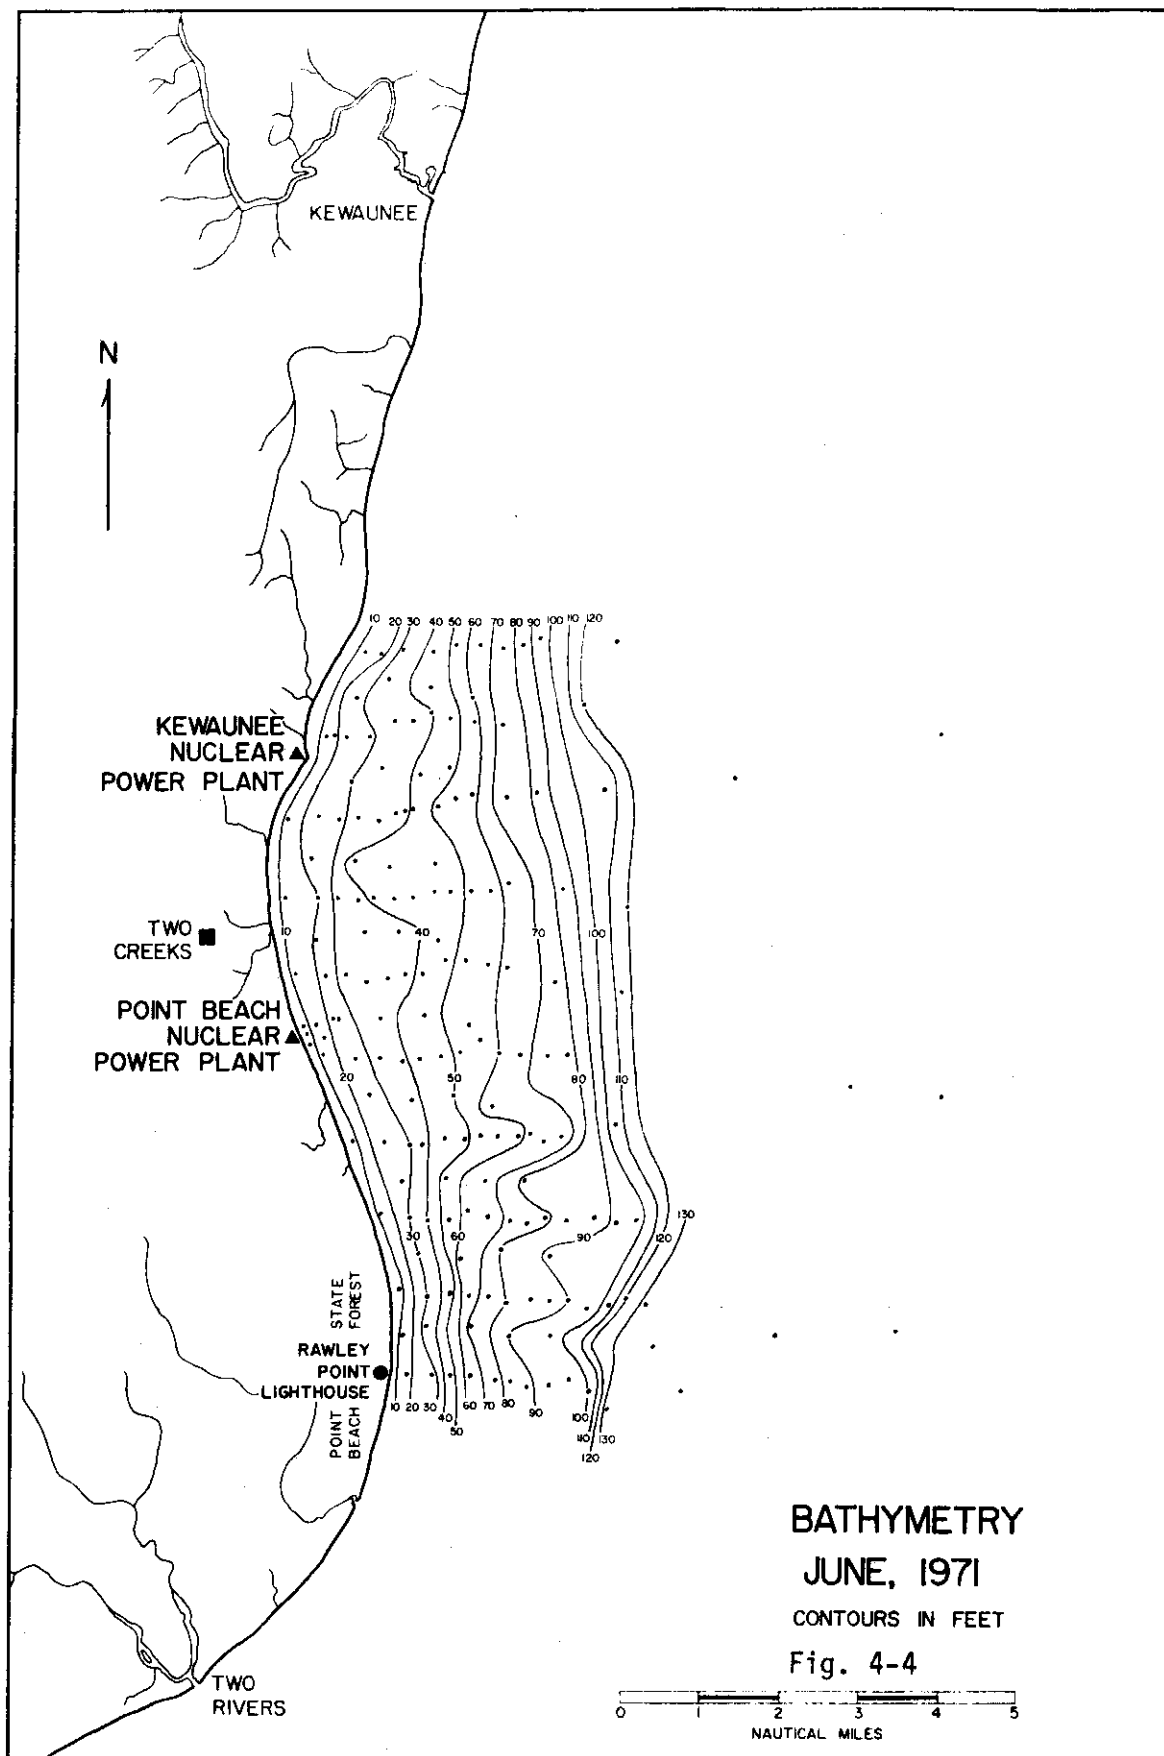 KEWAUNEE
N
10 20 30 40 50 60 70 80 90 100 110 120
KEWAUNEE
NUCLEAR
POWER PLANT
TWO
CREEKS
10 40 70 100
POINT BEACH
NUCLEAR
POWER PLANT
20 50 80 110
30 60 90 120 130
STATE
FOREST
RAWLEY
POINT
LIGHTHOUSE
POINT
BEACH
10 20 30 40 50 60 70 80 90 100 110 120 130
BATHYMETRY
JUNE, 1971
CONTOURS IN FEET
Fig. 4-4
0 1 2 3 4 5
NAUTICAL MILES
TWO
RIVERS